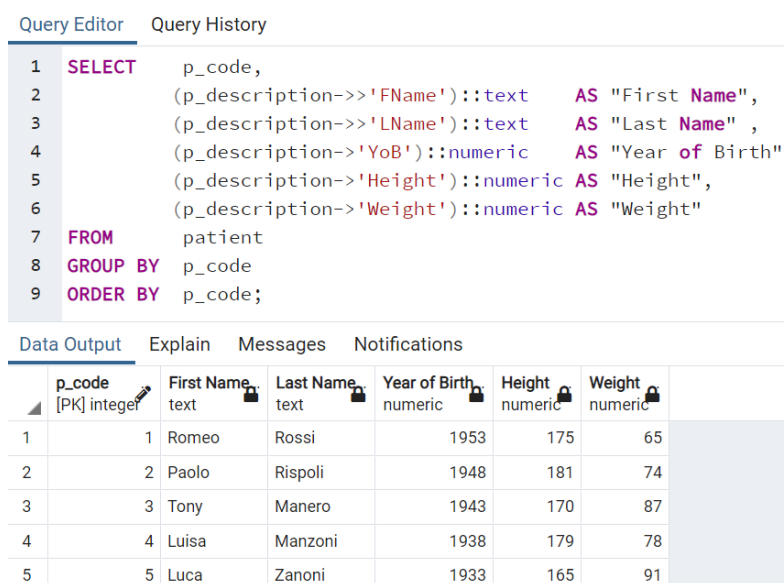 Query Editor Query History
1 SELECT p_code,
2 (p_description->>'FName')::text AS "First Name",
3 (p_description->>'LName')::text AS "Last Name" ,
4 (p_description->'YoB')::numeric AS "Year of Birth"
5 (p_description->'Height')::numeric AS "Height",
6 (p_description->'Weight')::numeric AS "Weight"
7 FROM patient
8 GROUP BY p_code
9 ORDER BY p_code;
Data Output Explain Messages Notifications
p_code First Name Last Name Year of Birth Height Weight
[PK] integer text text numeric numeric numeric
1 1 Romeo Rossi 1953 175 65
2 2 Paolo Rispoli 1948 181 74
3 3 Tony Manero 1943 170 87
4 4 Luisa Manzoni 1938 179 78
5 5 Luca Zanoni 1933 165 91